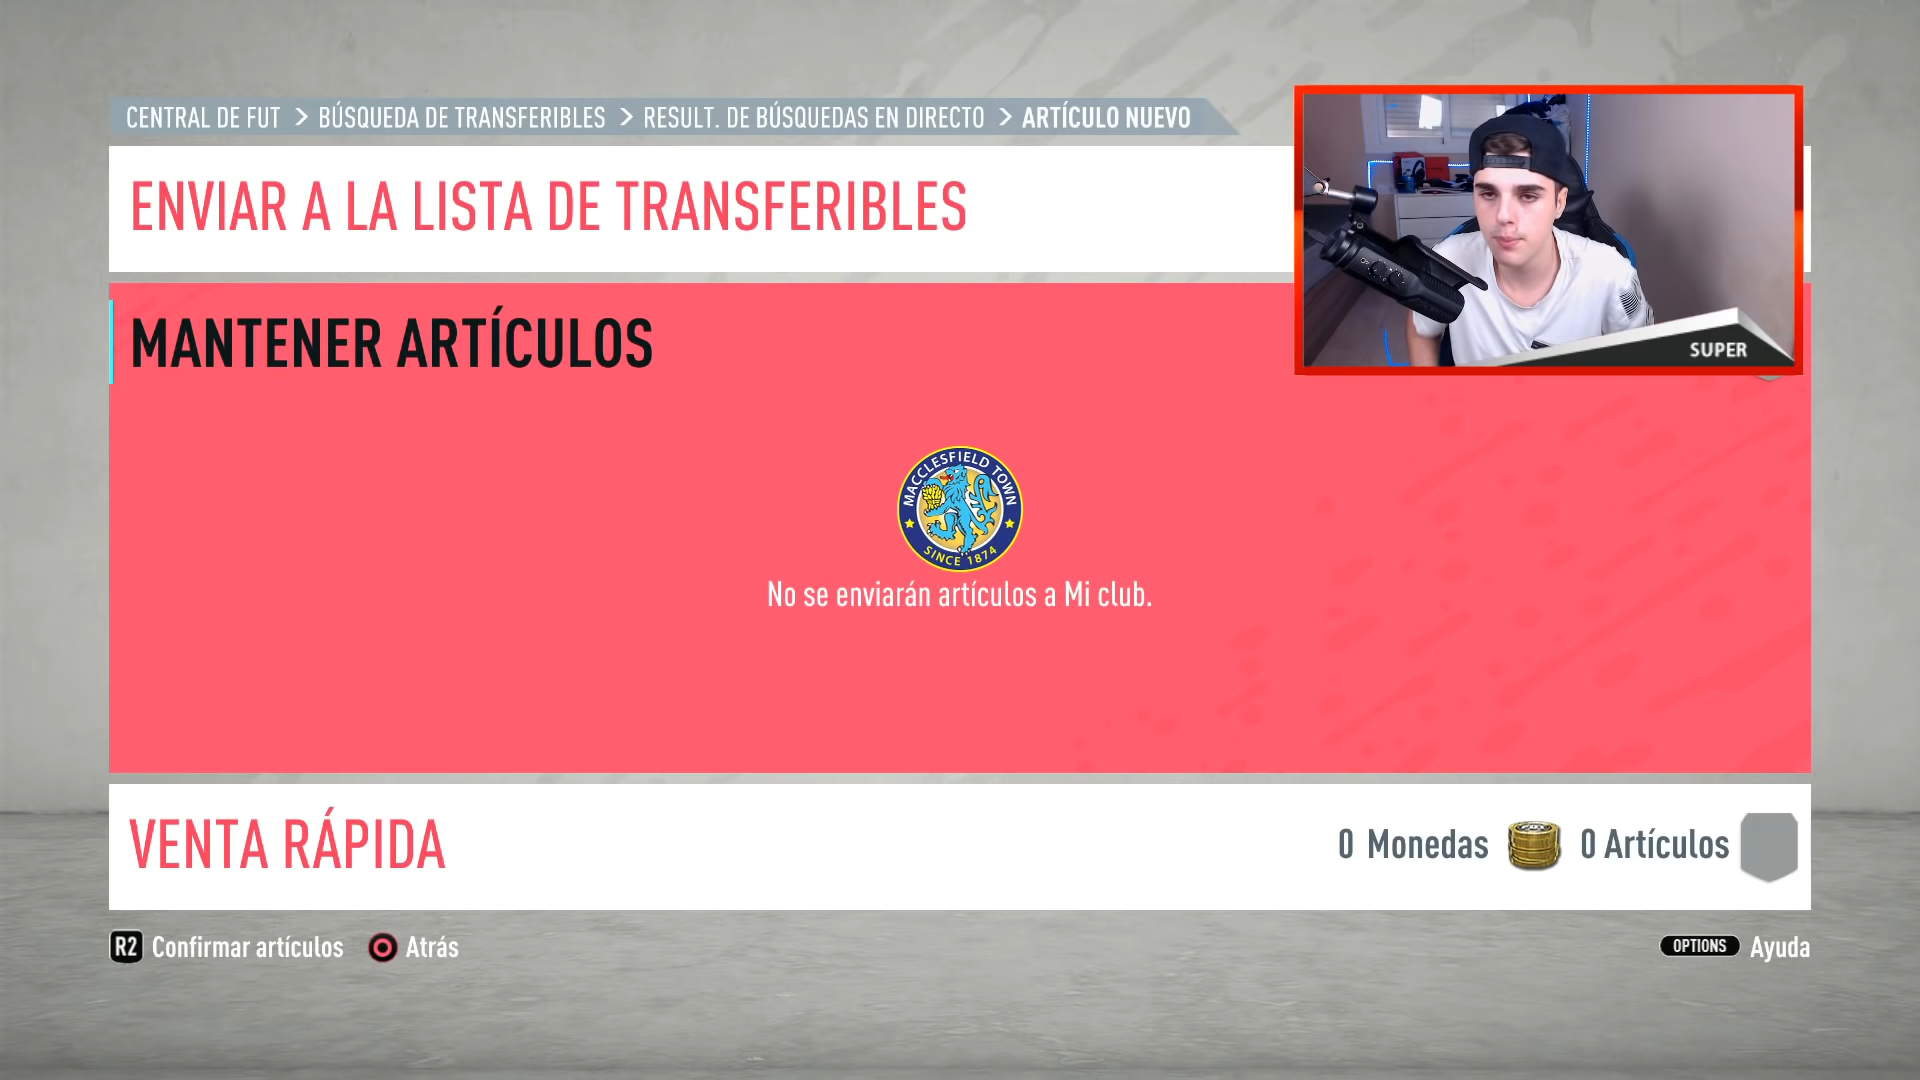 CENTRAL DE FUT > BÚSQUEDA DE TRANSFERIBLES > RESULT. DE BÚSQUEDAS EN DIRECTO > ARTÍCULO NUEVO
ENVIAR A LA LISTA DE TRANSFERIBLES
SUPER
MANTENER ARTÍCULOS
MACCLESFIELD TOWN
SINCE 1874
No se enviarán artículos a Mi club.
VENTA RÁPIDA
0 Monedas 0 Artículos
R2 Confirmar artículos Atrás
OPTIONS Ayuda